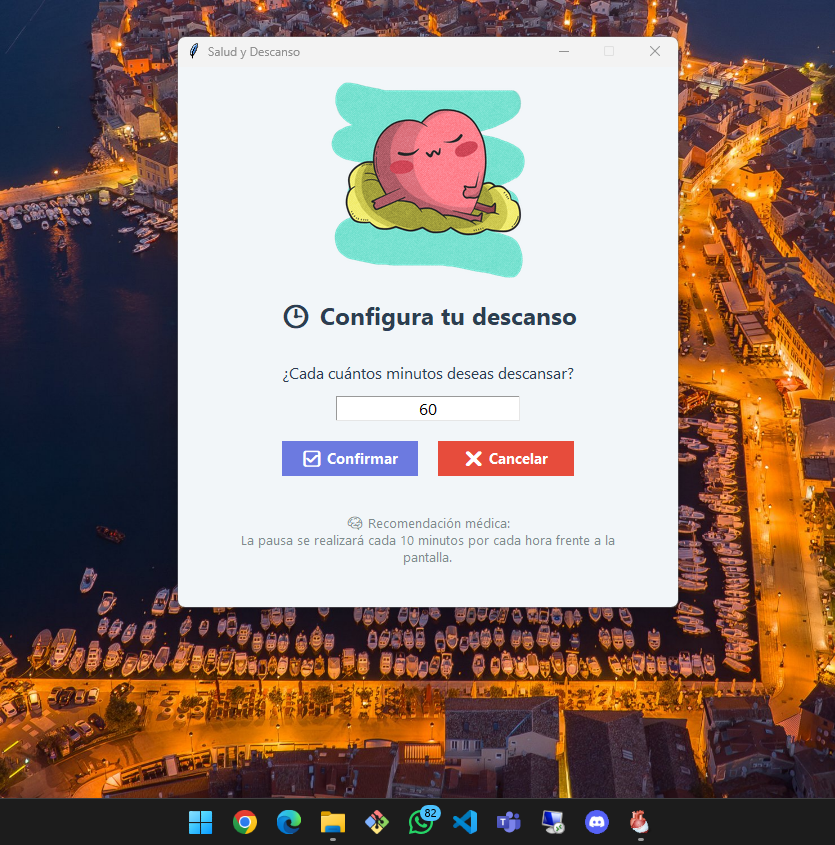 Salud y Descanso
Configura tu descanso
¿Cada cuántos minutos deseas descansar?
60
Confirmar
Cancelar
Recomendación médica:
La pausa se realizará cada 10 minutos por cada hora frente a la
pantalla.
82